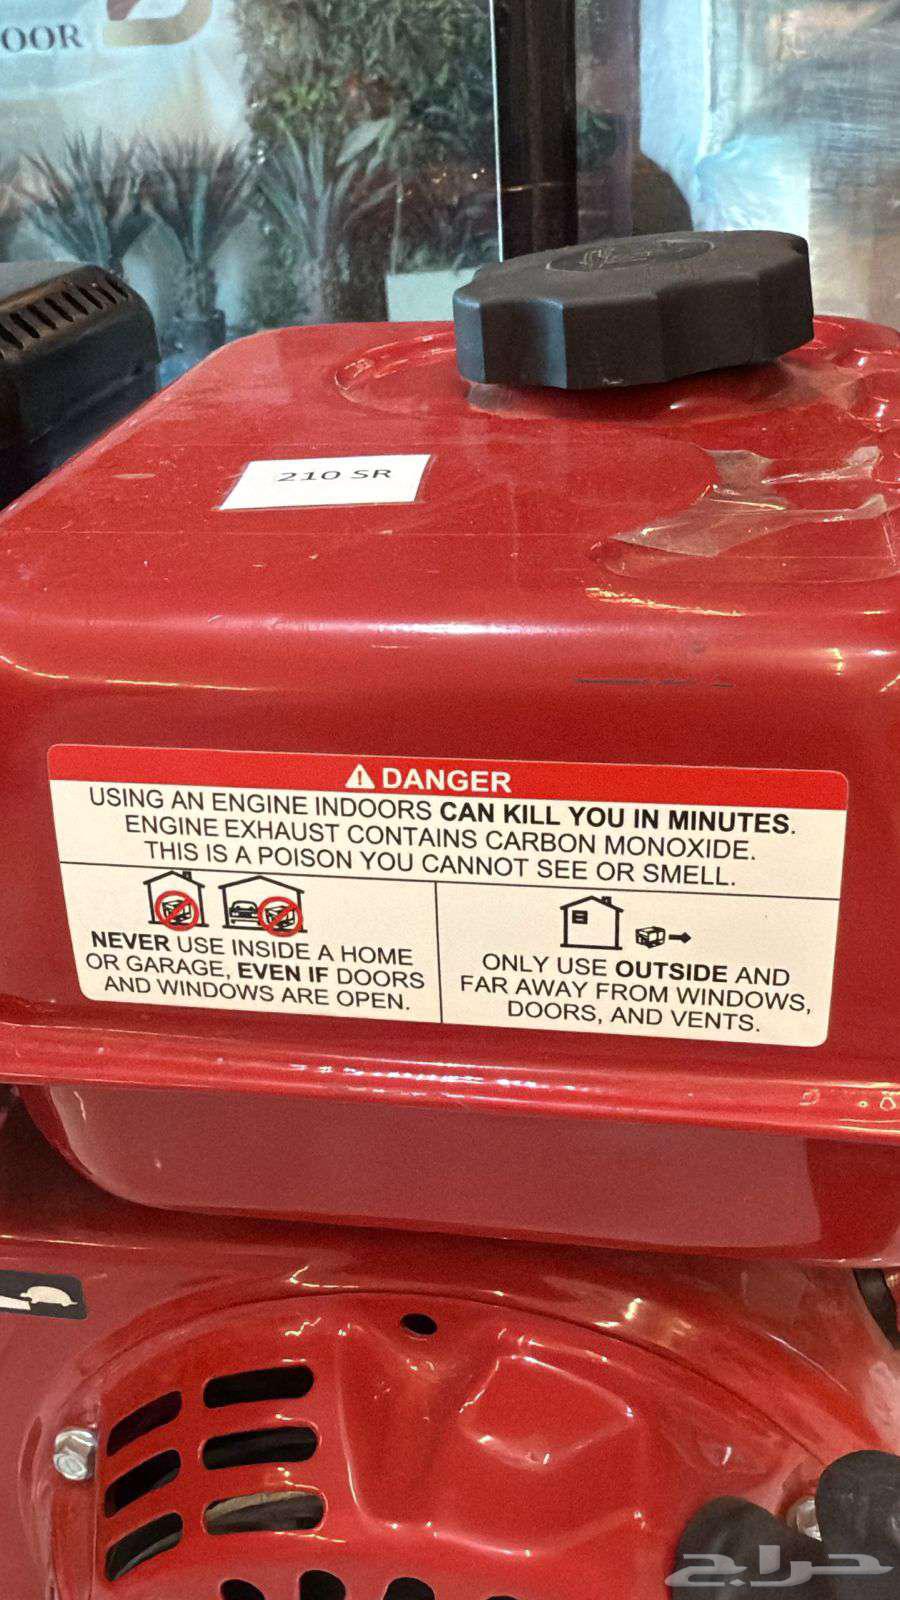 OOR
210 SR
⚠ DANGER
USING AN ENGINE INDOORS CAN KILL YOU IN MINUTES.
ENGINE EXHAUST CONTAINS CARBON MONOXIDE.
THIS IS A POISON YOU CANNOT SEE OR SMELL.
NEVER USE INSIDE A HOME
OR GARAGE, EVEN IF DOORS
AND WINDOWS ARE OPEN.
ONLY USE OUTSIDE AND
FAR AWAY FROM WINDOWS,
DOORS, AND VENTS.
حراج